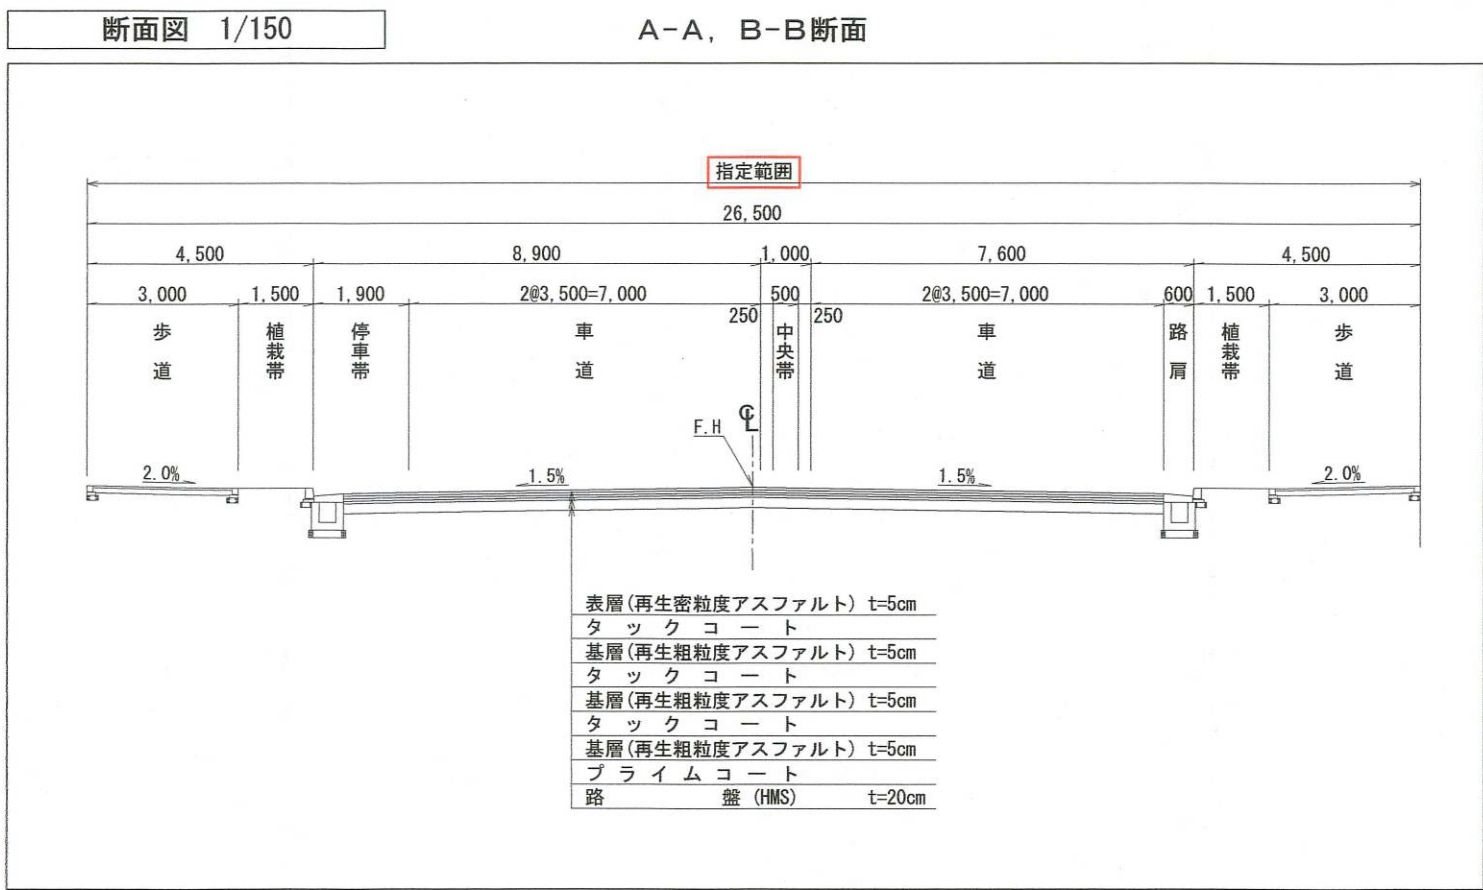 断面図 1/150
A-A, B-B断面
指定範囲
26,500
4,500 8,900 1,000 7,600 4,500
3,000 1,500 1,900 2@3,500=7,000 500 2@3,500=7,000 600 1,500 3,000
250 250
歩道 植栽帯 停車帯 車道 中央帯 車道 路肩 植栽帯 歩道
F.H ℄
2.0% 1.5% 1.5% 2.0%
表層(再生密粒度アスファルト) t=5cm
タックコート
基層(再生粗粒度アスファルト) t=5cm
タックコート
基層(再生粗粒度アスファルト) t=5cm
タックコート
基層(再生粗粒度アスファルト) t=5cm
プライムコート
路盤(HMS) t=20cm